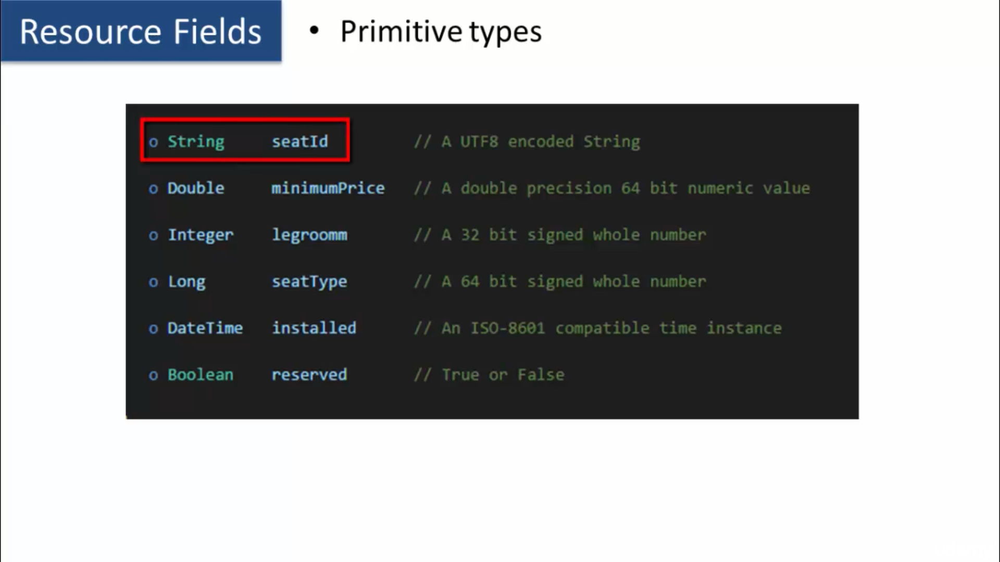 Resource Fields
• Primitive types
o String seatId // A UTF8 encoded String
o Double minimumPrice // A double precision 64 bit numeric value
o Integer legroomm // A 32 bit signed whole number
o Long seatType // A 64 bit signed whole number
o DateTime installed // An ISO-8601 compatible time instance
o Boolean reserved // True or False